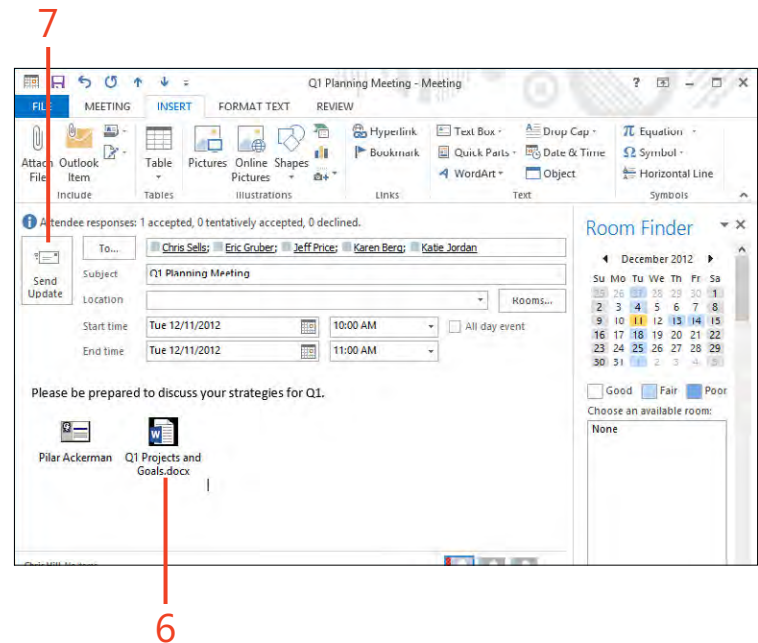 7
Q1 Planning Meeting - Meeting
?
FILE MEETING INSERT FORMAT TEXT REVIEW
Attach File
Outlook Item
Include
Table
Tables
Pictures
Online Pictures
Shapes
Illustrations
Hyperlink
Bookmark
Links
Text Box
Quick Parts
WordArt
Drop Cap
Date & Time
Object
Text
Equation
Symbol
Horizontal Line
Symbols
Attendee responses: 1 accepted, 0 tentatively accepted, 0 declined.
Send Update
To...
Chris Sells; Eric Gruber; Jeff Price; Karen Berg; Katie Jordan
Subject
Q1 Planning Meeting
Location
Rooms...
Start time
Tue 12/11/2012
10:00 AM
All day event
End time
Tue 12/11/2012
11:00 AM
Please be prepared to discuss your strategies for Q1.
Pilar Ackerman
Q1 Projects and
Goals.docx
Room Finder
December 2012
Su Mo Tu We Th Fr Sa
25 26 27 28 29 30 1
2 3 4 5 6 7 8
9 10 11 12 13 14 15
16 17 18 19 20 21 22
23 24 25 26 27 28 29
30 31 1 2 3 4 5
Good Fair Poor
Choose an available room:
None
6